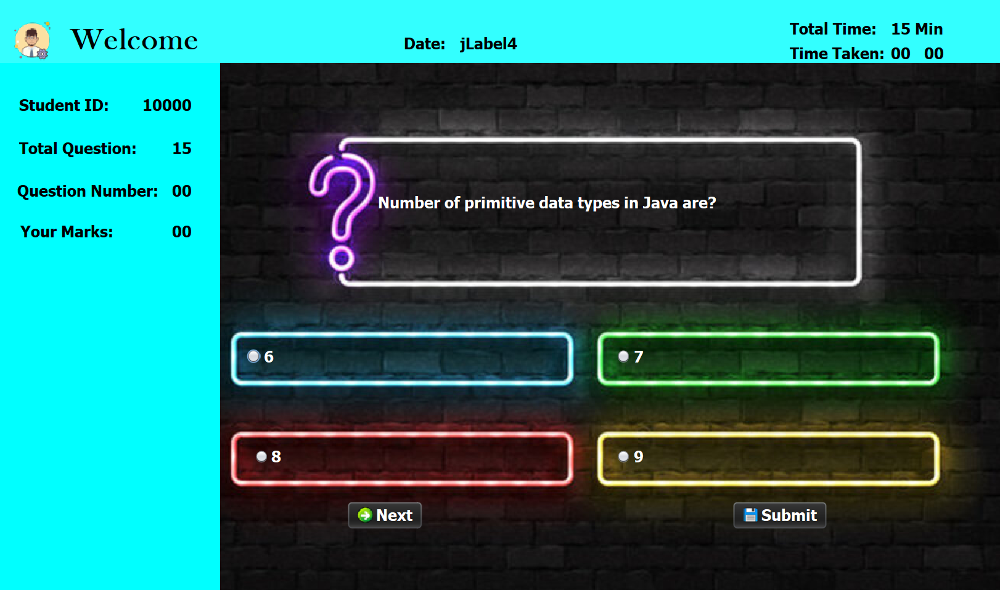 Welcome
Date: jLabel4
Total Time: 15 Min
Time Taken: 00 00
Student ID: 10000
Total Question: 15
Question Number: 00
Your Marks: 00
Number of primitive data types in Java are?
6
7
8
9
Next
Submit